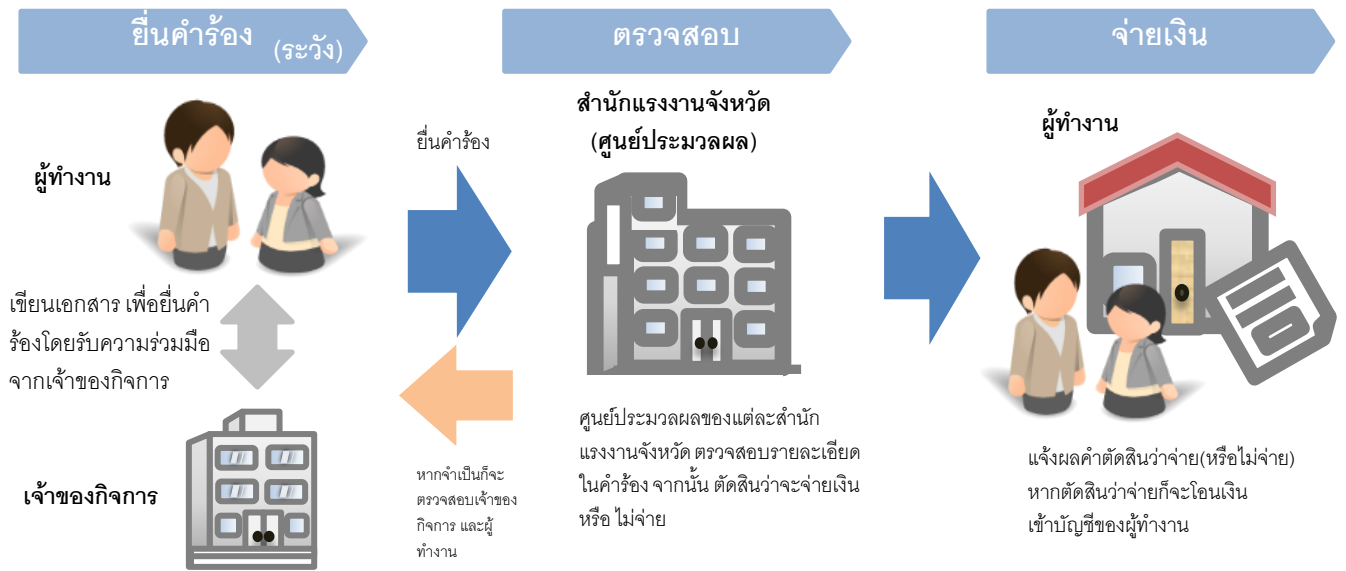 ยื่นคำร้อง (ระวัง)
ตรวจสอบ
จ่ายเงิน
ผู้ทำงาน
เขียนเอกสาร เพื่อยื่นคำ
ร้องโดยรับความร่วมมือ
จากเจ้าของกิจการ
เจ้าของกิจการ
ยื่นคำร้อง
หากจำเป็นก็จะ
ตรวจสอบเจ้าของ
กิจการ และผู้
ทำงาน
สำนักแรงงานจังหวัด
(ศูนย์ประมวลผล)
ศูนย์ประมวลผลของแต่ละสำนัก
แรงงานจังหวัด ตรวจสอบรายละเอียด
ในคำร้อง จากนั้น ตัดสินว่าจะจ่ายเงิน
หรือ ไม่จ่าย
ผู้ทำงาน
แจ้งผลคำตัดสินว่าจ่าย(หรือไม่จ่าย)
หากตัดสินว่าจ่ายก็จะโอนเงิน
เข้าบัญชีของผู้ทำงาน